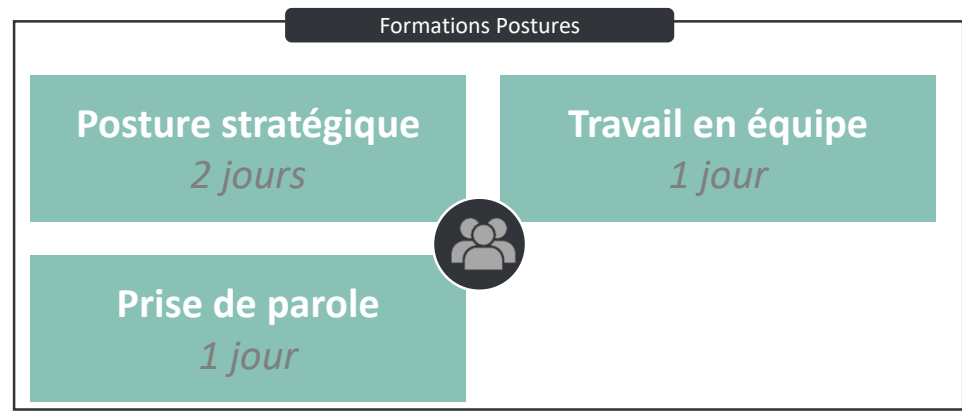 Formations Postures
Posture stratégique
2 jours
Travail en équipe
1 jour
Prise de parole
1 jour